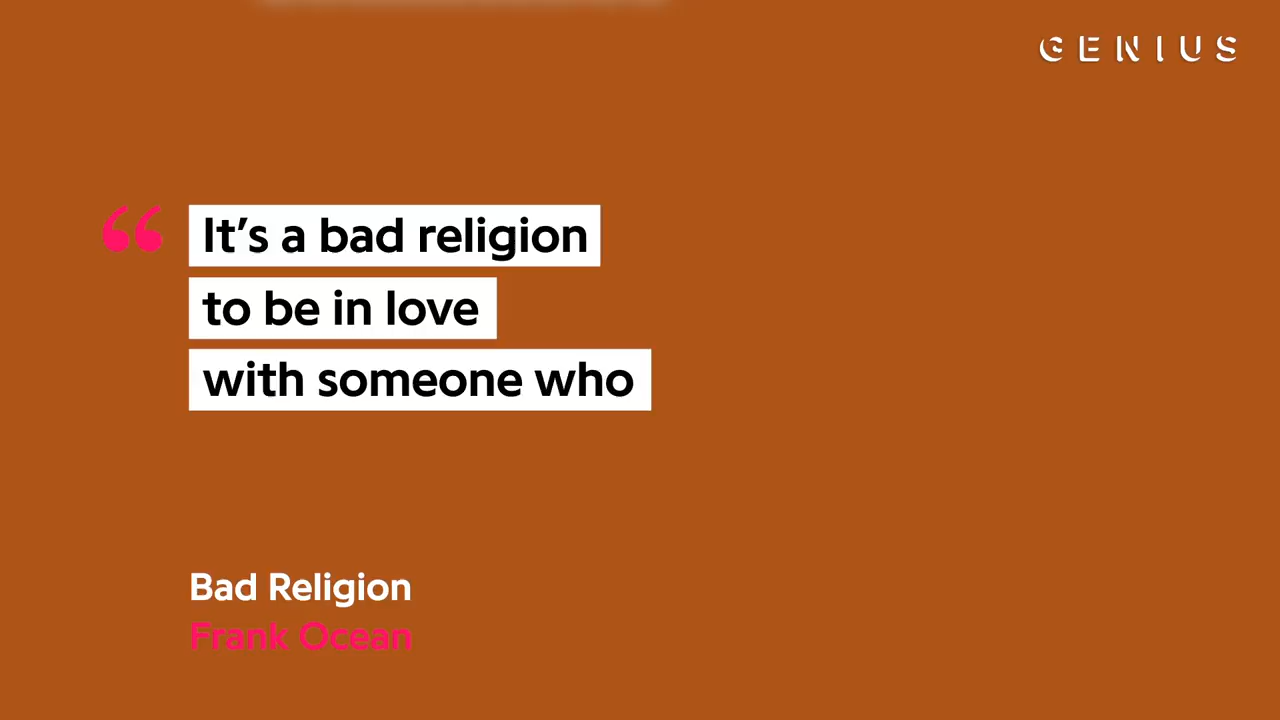 GENIUS
“ It’s a bad religion
to be in love
with someone who
Bad Religion
Frank Ocean